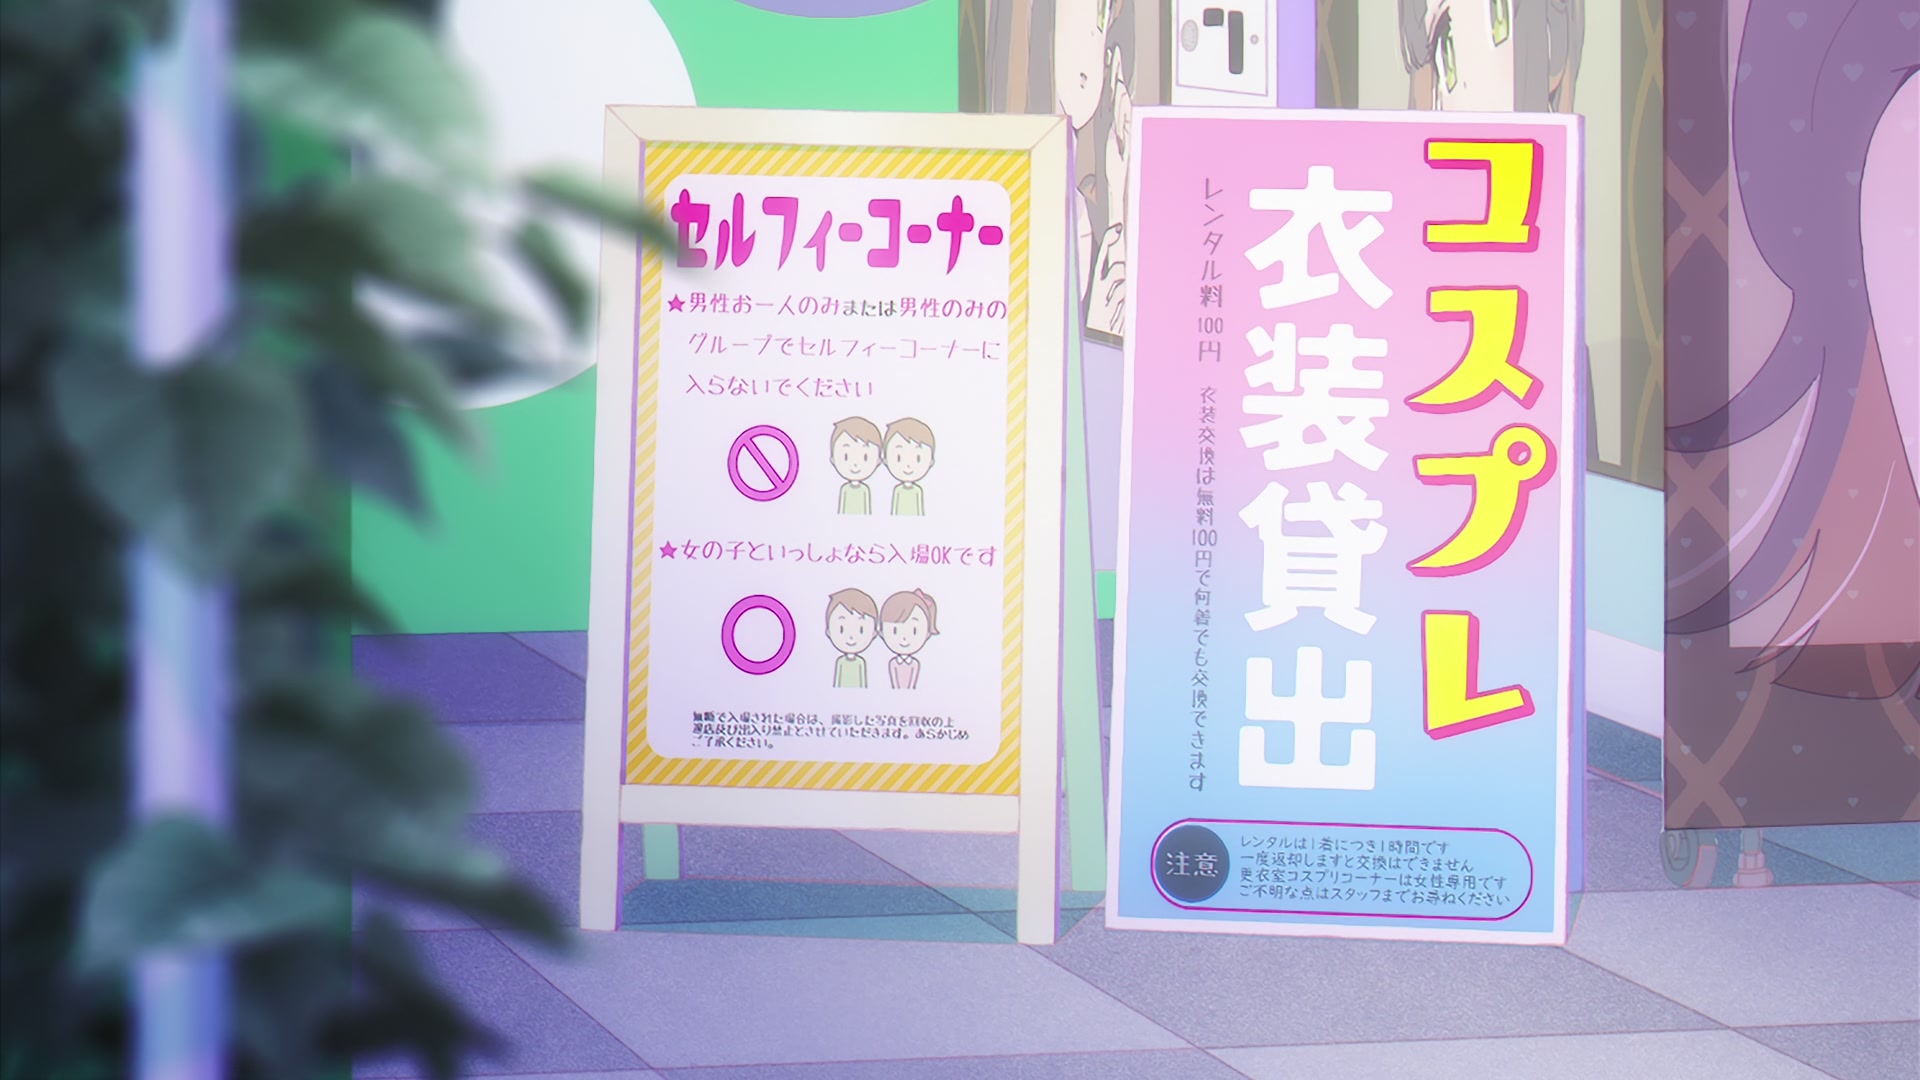 セルフィーコーナー
★男性お一人のみまたは男性のみの
グループでセルフィーコーナーに
入らないでください
★女の子といっしょなら入場OKです
無断で入場された場合は、撮影した写真を回収の上
退店及び出入り禁止とさせていただきます。あらかじめ
ご了承ください。
コスプレ
衣装貸出
レンタル料100円 衣装交換は無料100円で何着でも交換できます
注意
レンタルは1着につき1時間です
一度返却しますと交換はできません
更衣室コスプリコーナーは女性専用です
ご不明な点はスタッフまでお尋ねください